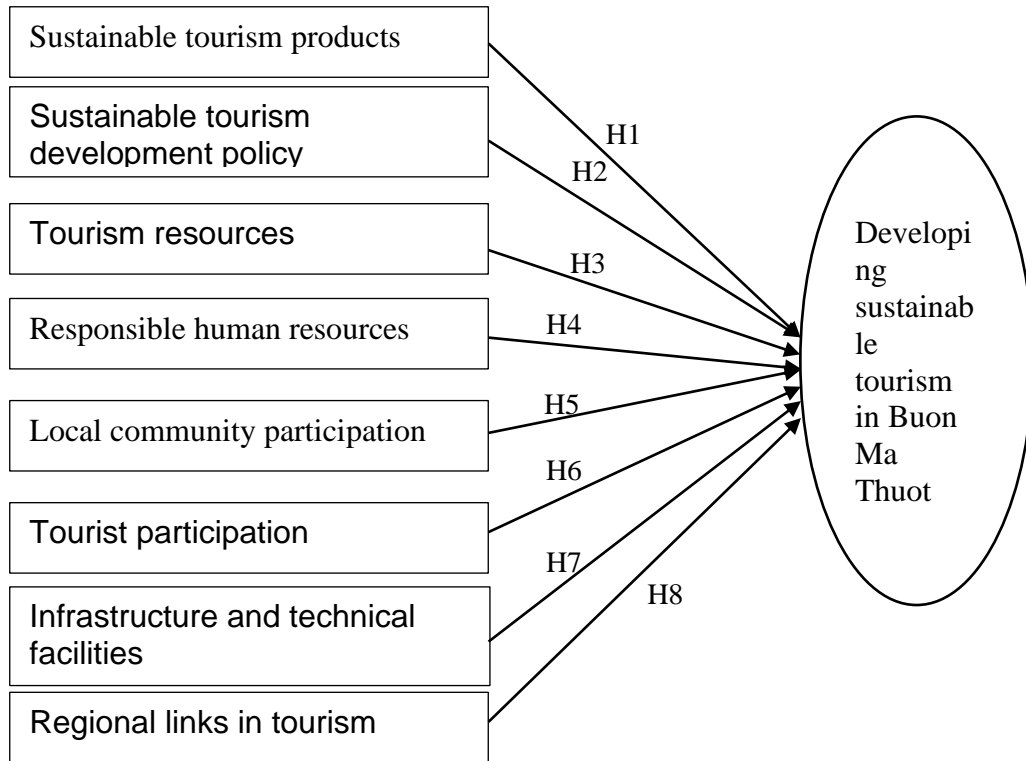 Sustainable tourism products
Sustainable tourism
development policy
Tourism resources
Responsible human resources
Local community participation
Tourist participation
Infrastructure and technical
facilities
Regional links in tourism
H1
H2
H3
H4
H5
H6
H7
H8
Developi
ng
sustainab
le
tourism
in Buon
Ma
Thuot